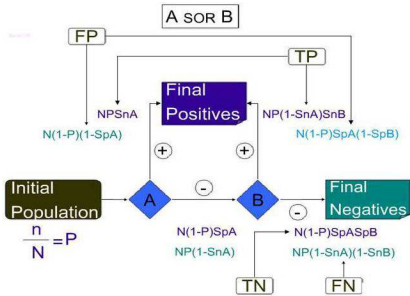 A SOR B
FP
TP
Final
Positives
NPSnA
NP(1-SnA)SnB
N(1-P)(1-SpA)
N(1-P)SpA(1-SpB)
+
+
Initial
Population
A
-
B
-
Final
Negatives
n
N
=P
N(1-P)SpA
N(1-P)SpASpB
NP(1-SnA)
NP(1-SnA)(1-SnB)
TN
FN